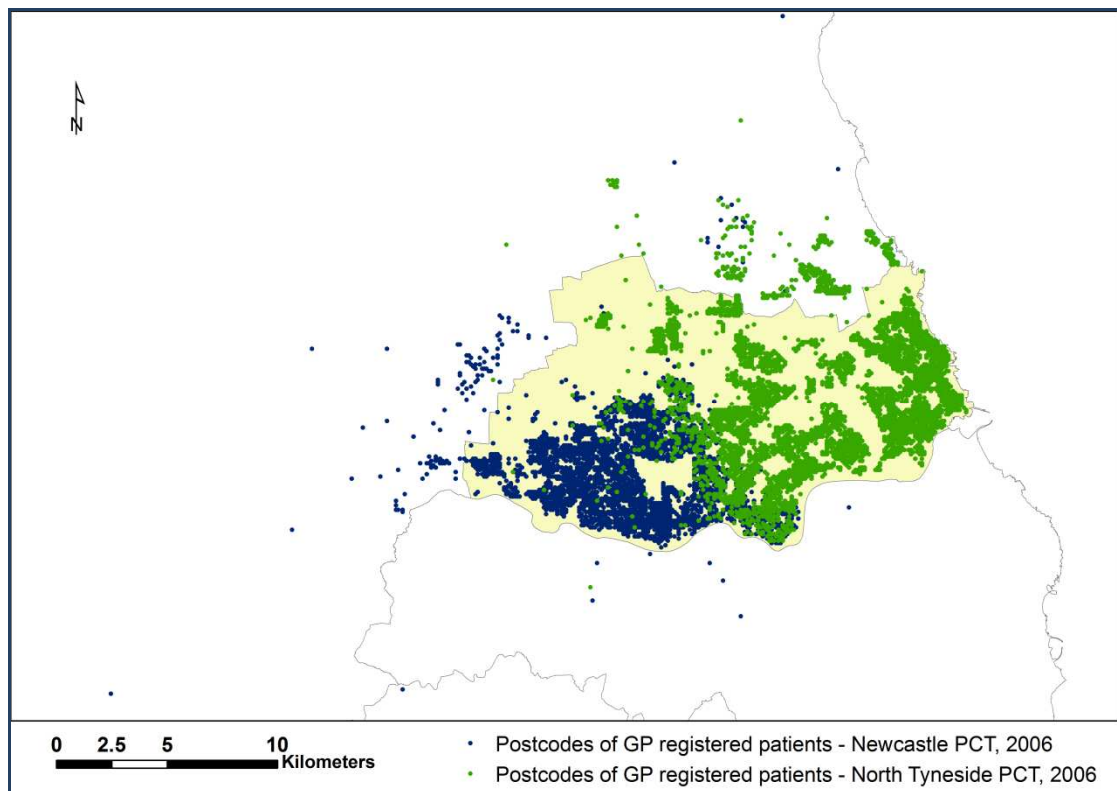 N
0 2.5 5 10
Kilometers
Postcodes of GP registered patients - Newcastle PCT, 2006
Postcodes of GP registered patients - North Tyneside PCT, 2006